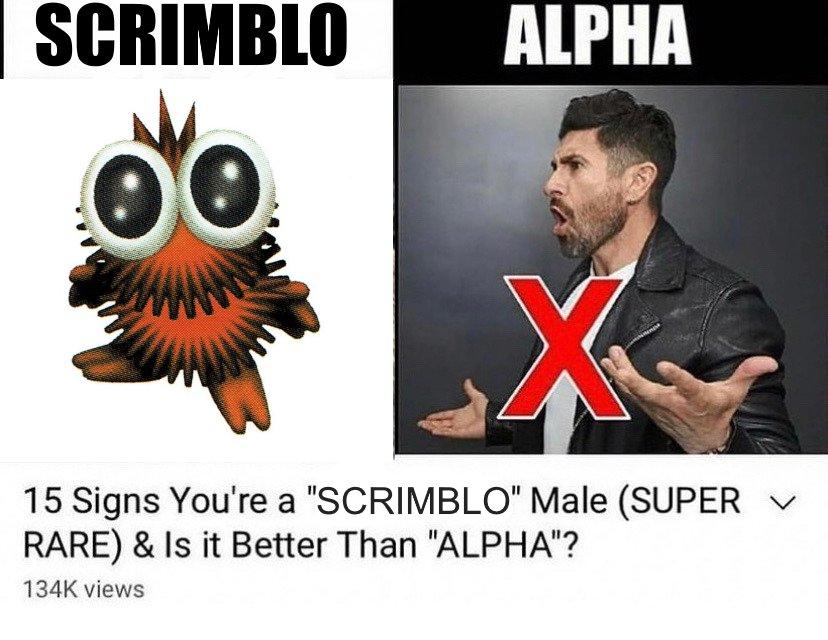 SCRIMBLO
ALPHA
X
15 Signs You're a "SCRIMBLO" Male (SUPER
RARE) & Is it Better Than "ALPHA"?
134K views